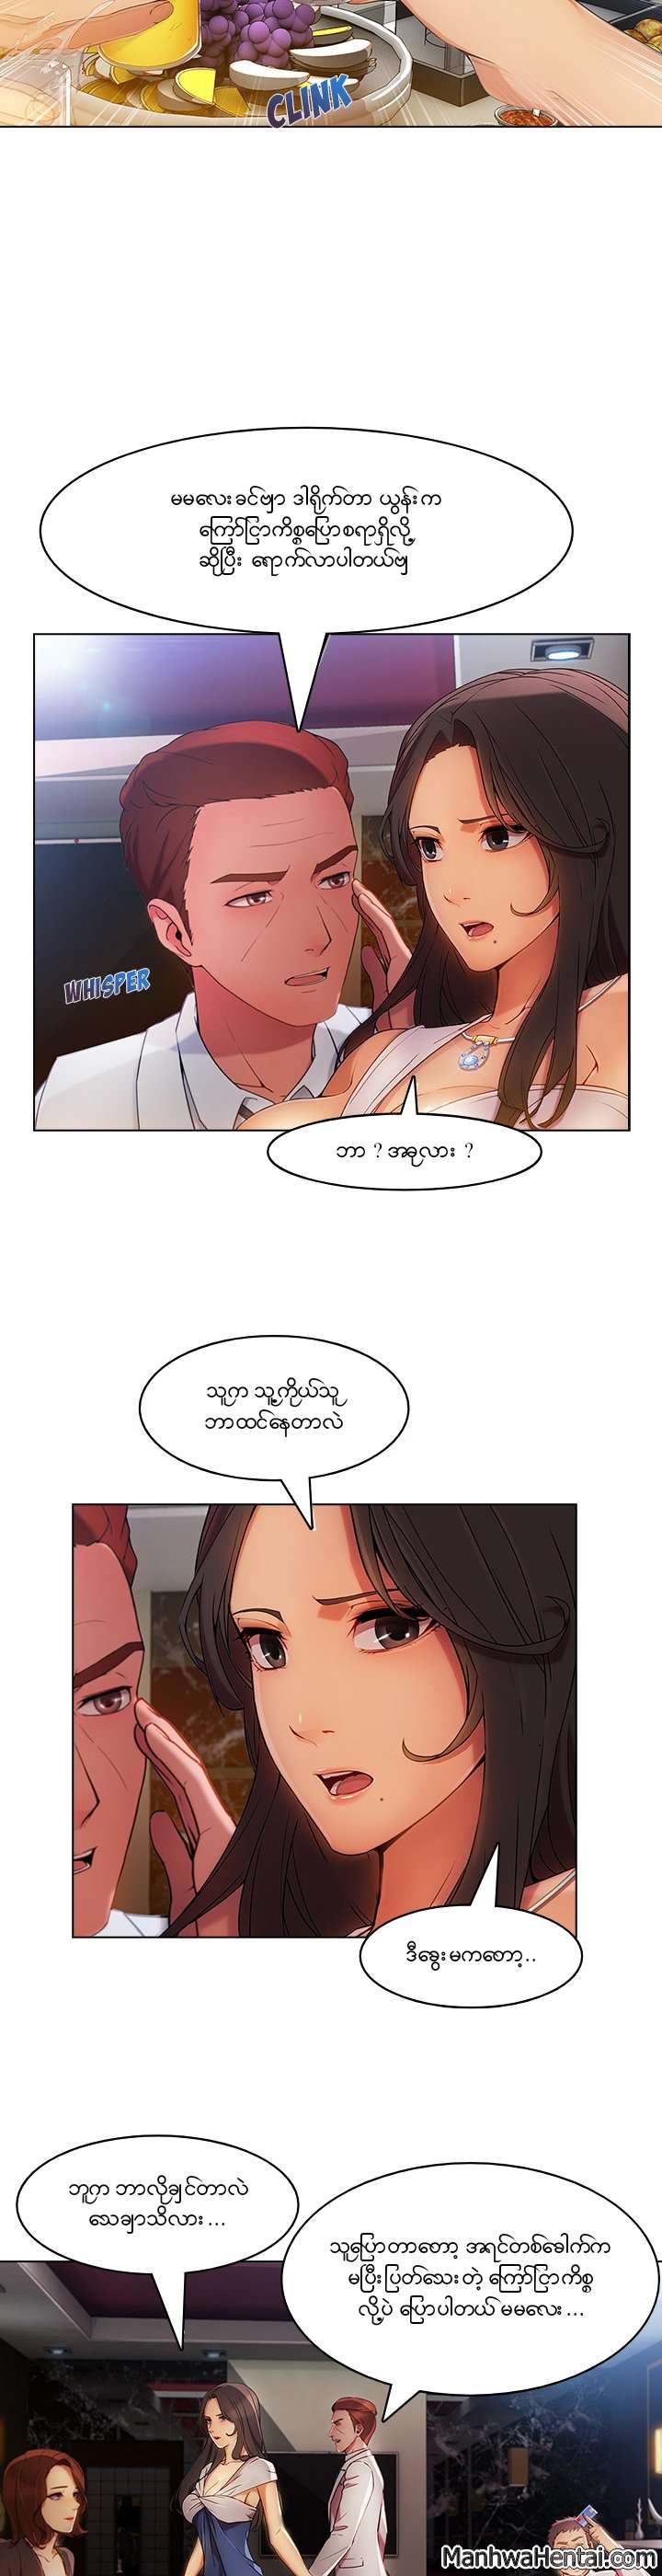 CLINK
မမလေးခင်ဗျာ ဒါရိုက်တာ ယွန်းက
ကြော်ငြာကိစ္စပြောစရာရှိလို့
ဆိုပြီး ရောက်လာပါတယ်ဗျ
WHISPER
ဘာ ? အခုလား ?
သူက သူ့ကိုယ်သူ
ဘာထင်နေတာလဲ
ဒီခွေးမကတော့..
ဘူက ဘာလိုချင်တာလဲ
သေချာသိလား...
သူပြောတာတော့ အရင်တစ်ခေါက်က
မပြီးပြတ်သေးတဲ့ ကြော်ငြာကိစ္စ
လို့ပဲ ပြောပါတယ် မမလေး...
ManhwaHentai.com